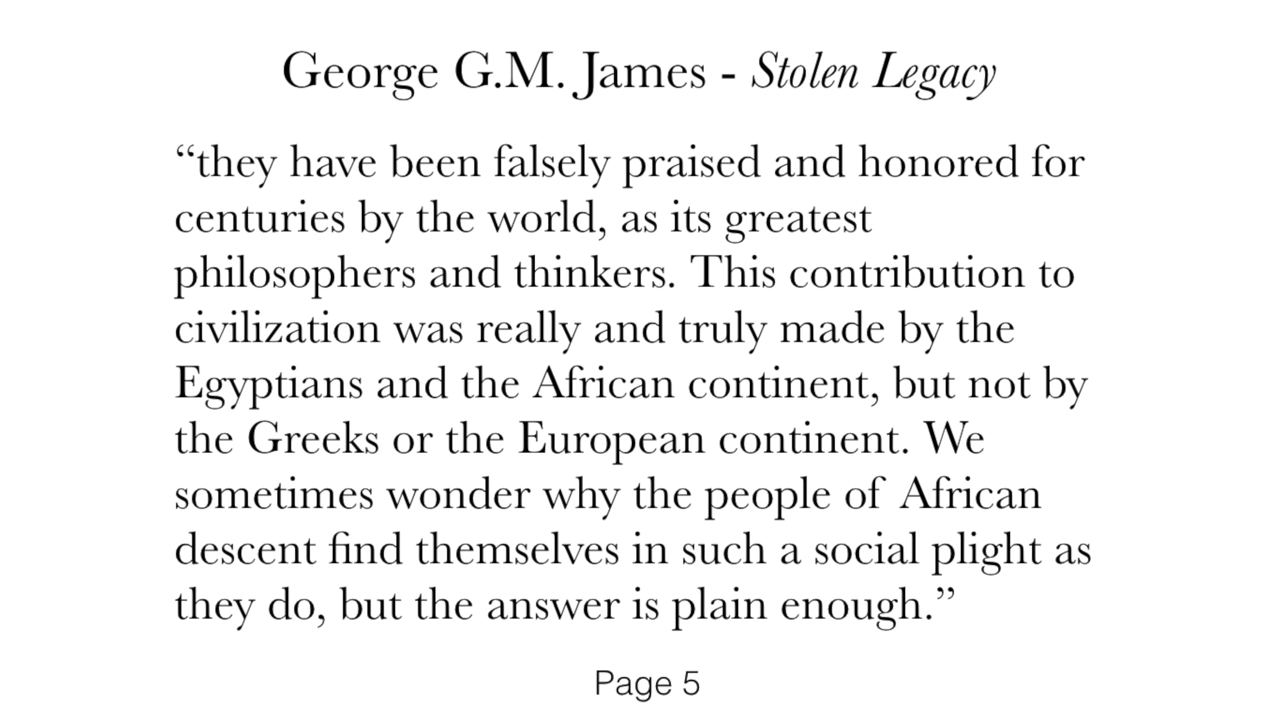 George G.M. James - Stolen Legacy
“they have been falsely praised and honored for
centuries by the world, as its greatest
philosophers and thinkers. This contribution to
civilization was really and truly made by the
Egyptians and the African continent, but not by
the Greeks or the European continent. We
sometimes wonder why the people of African
descent find themselves in such a social plight as
they do, but the answer is plain enough.”
Page 5